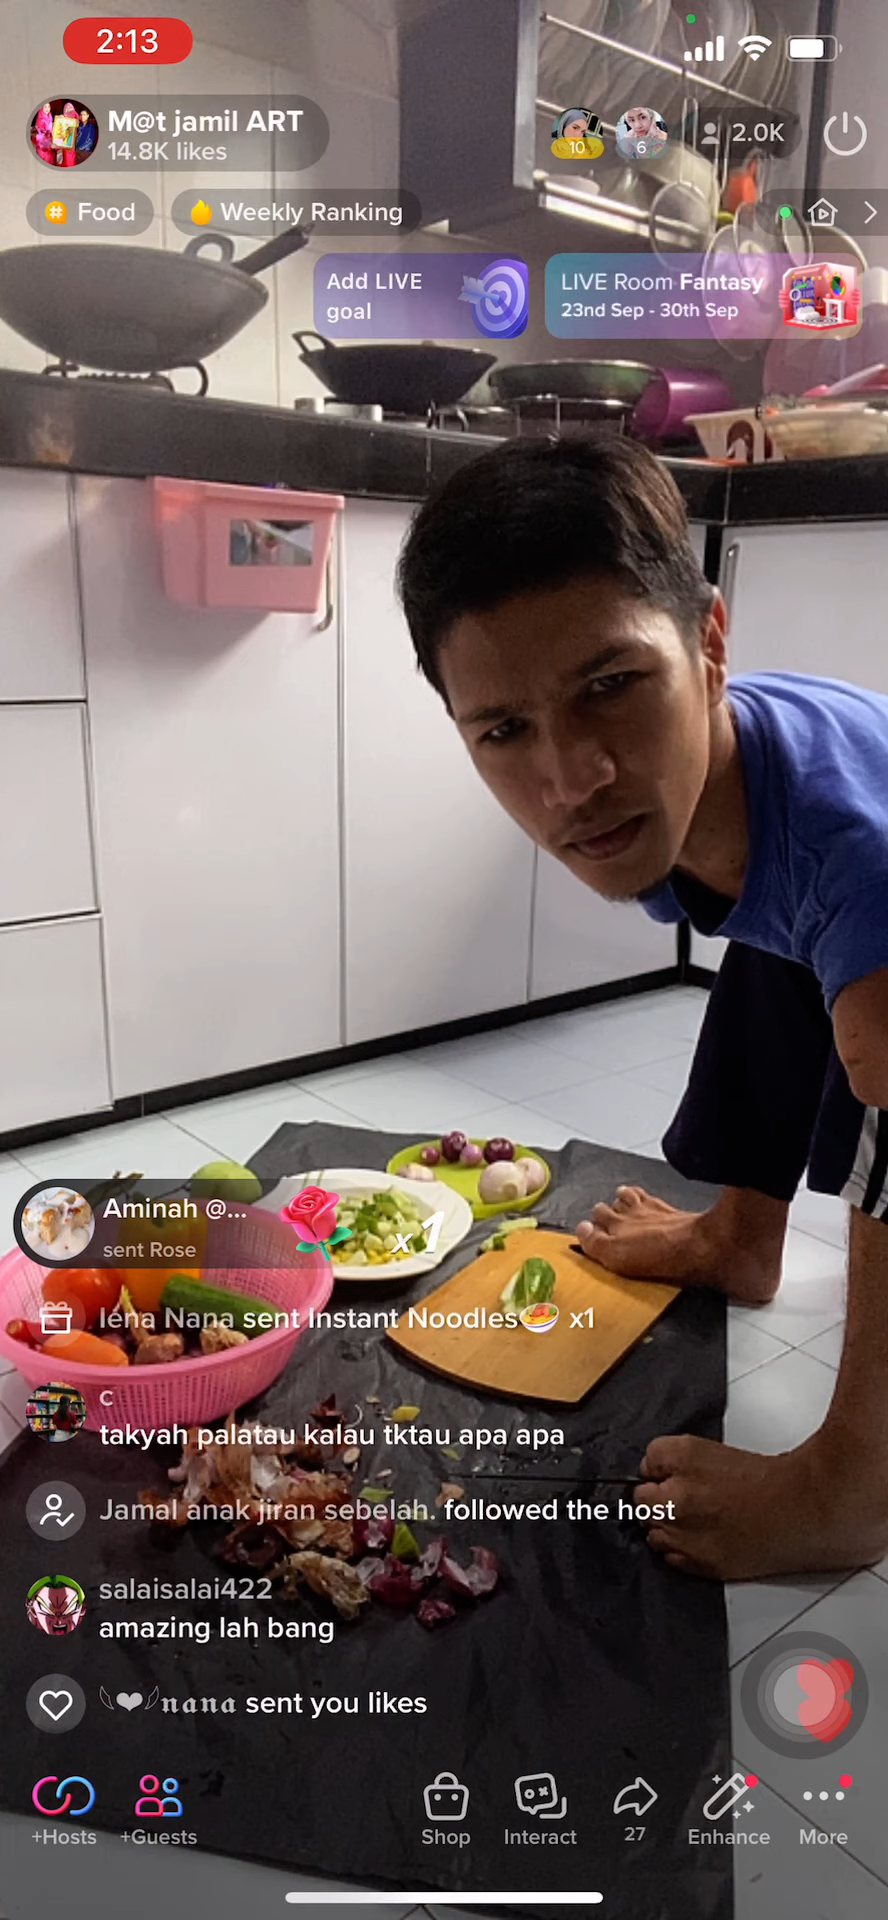 2:13
M@t jamil ART
14.8K likes
10
6
2.0K
Food
Weekly Ranking
Add LIVE
goal
LIVE Room Fantasy
23nd Sep - 30th Sep
Aminah @...
sent Rose
x1
lena Nana sent Instant Noodles x1
C
takyah palatau kalau tktau apa apa
Jamal anak jiran sebelah. followed the host
salaisalai422
amazing lah bang
nana sent you likes
+Hosts
+Guests
Shop
Interact
27
Enhance
More